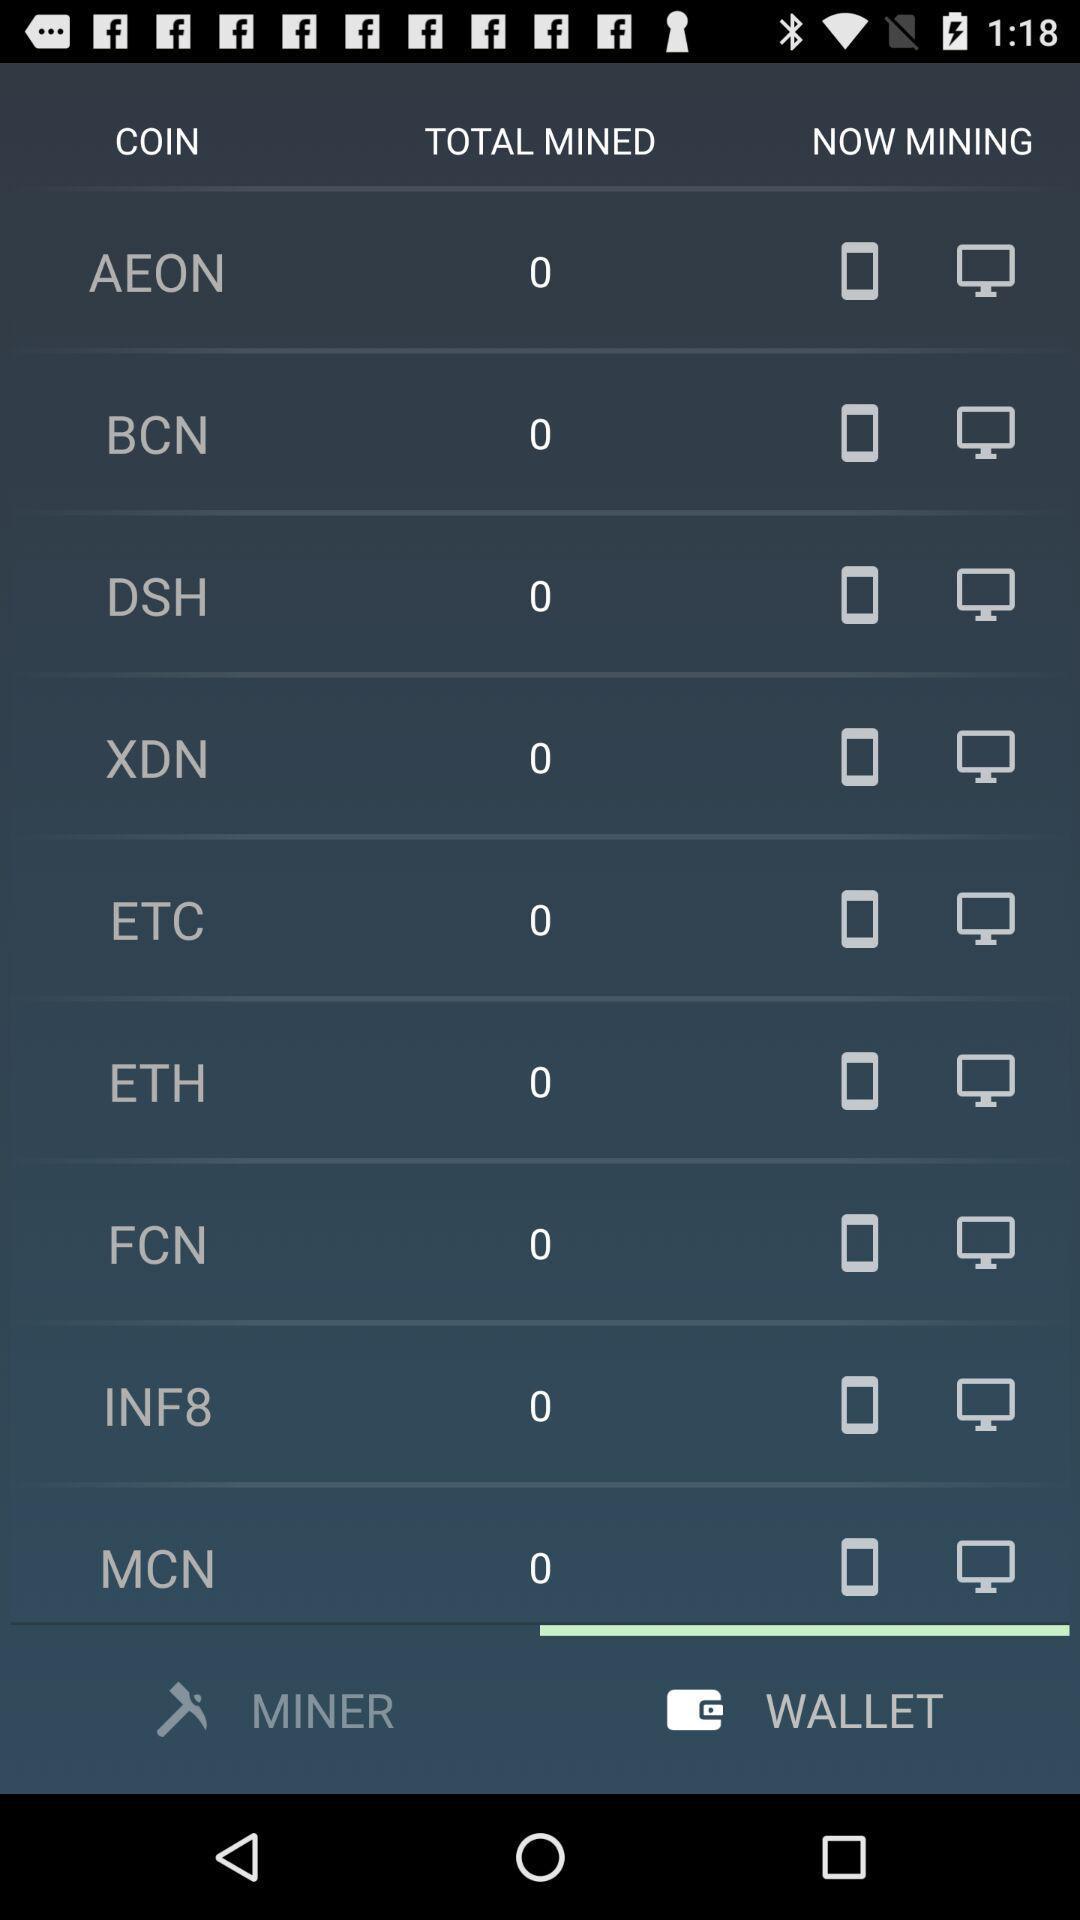 1:18
COIN TOTAL MINED NOW MINING
AEON 0
BCN 0
DSH 0
XDN 0
ETC 0
ETH 0
FCN 0
INF8 0
MCN 0
MINER WALLET